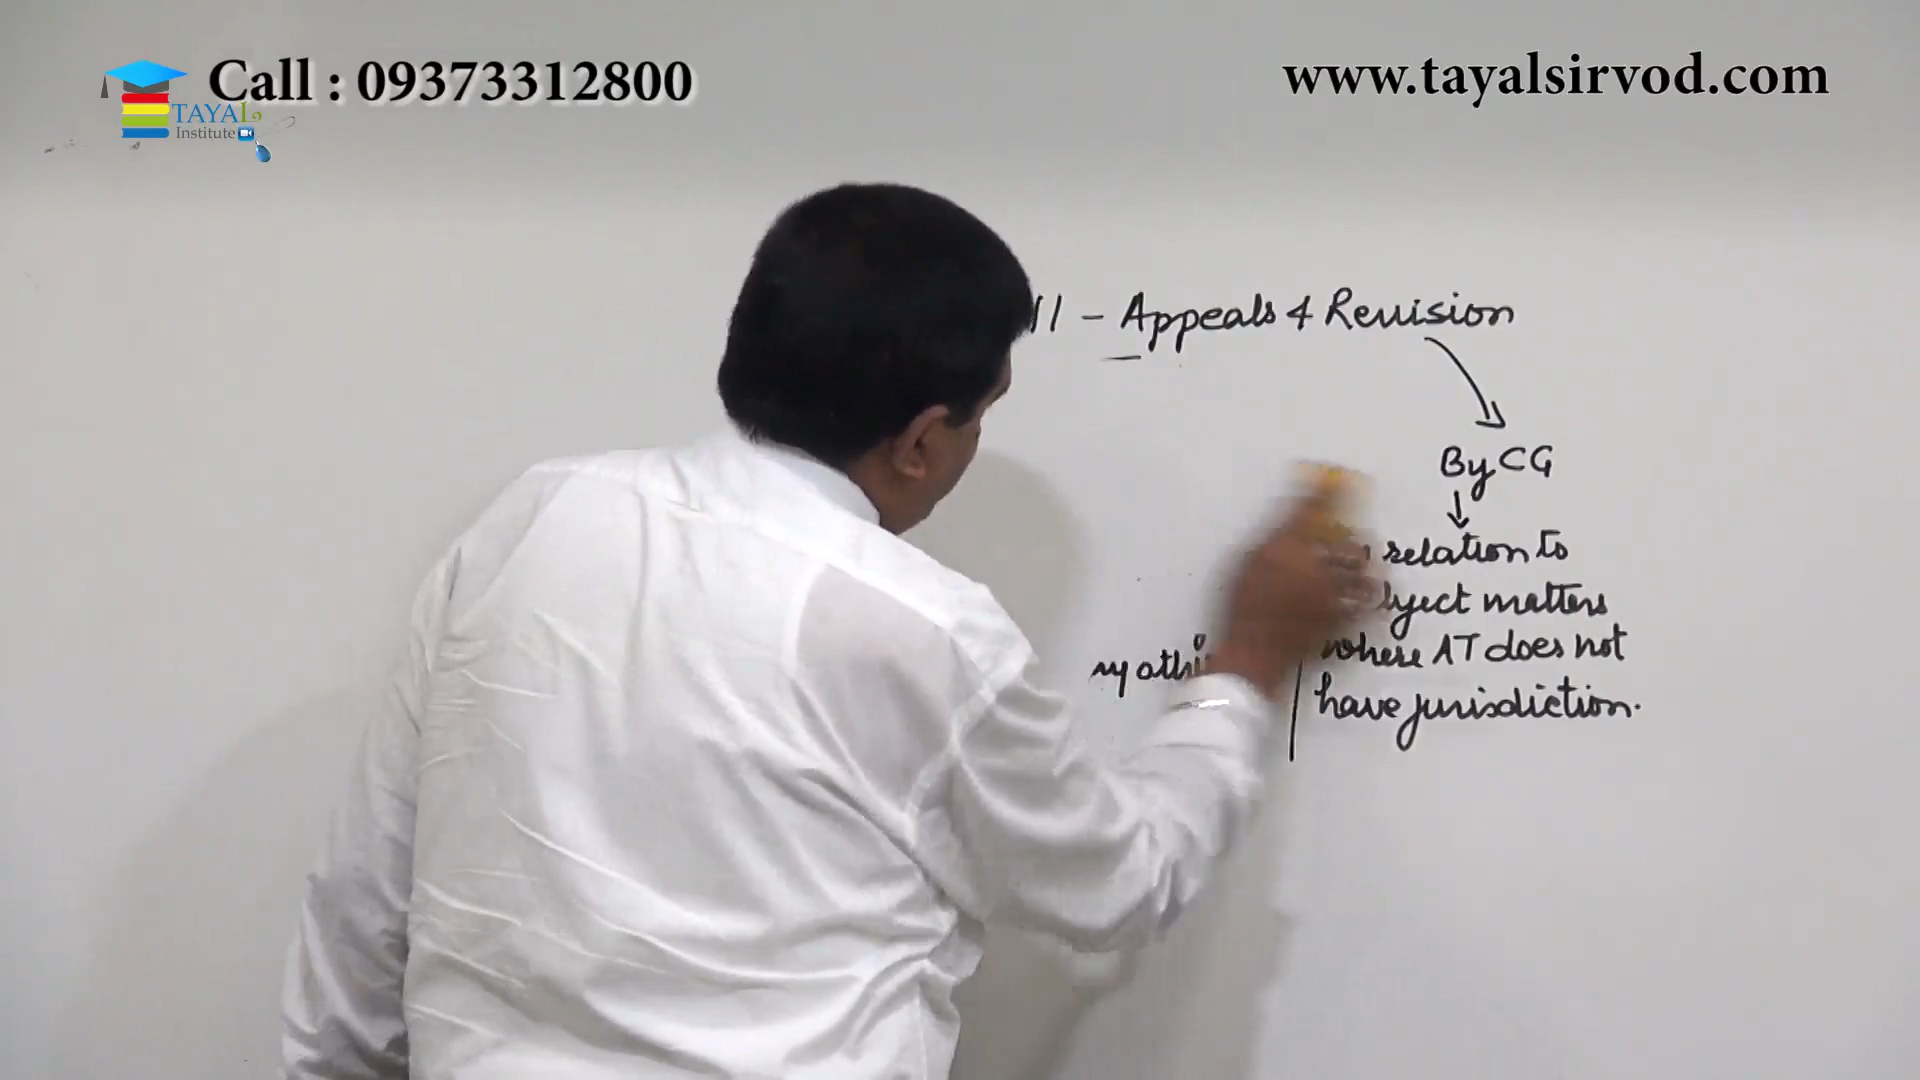 Call : 09373312800
www.tayalsirvod.com
TAYAL
Institute
11 - Appeals & Revision
By CG
relation to
where AT does not
have jurisdiction.
matters